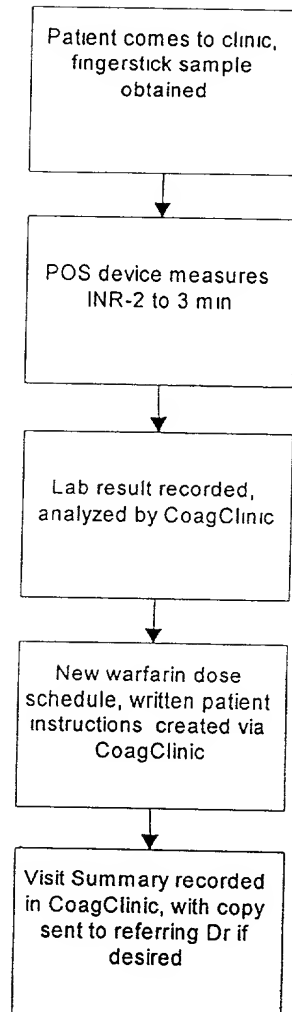 Patient comes to clinic,
fingerstick sample
obtained
POS device measures
INR-2 to 3 min
Lab result recorded,
analyzed by CoagClinic
New warfarin dose
schedule, written patient
instructions created via
CoagClinic
Visit Summary recorded
in CoagClinic, with copy
sent to referring Dr if
desired